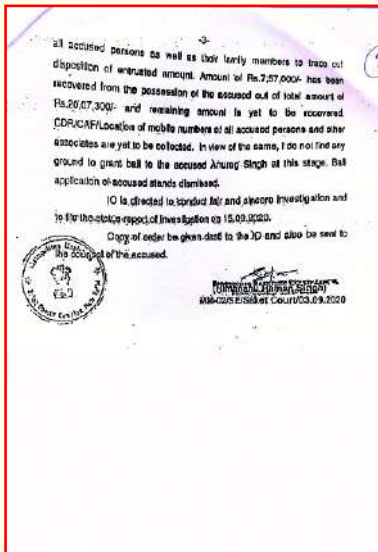 -3-
all accused persons as well as their family members to trace out
disposition of entrusted amount. Amount of Rs.7,57,000/- has been
recovered from the possession of the accused out of total amount of
Rs.20,07,300/- and remaining amount is yet to be recovered.
CDR/CAF/Location of mobile numbers of all accused persons and other
associates are yet to be collected. In view of the same, I do not find any
ground to grant bail to the accused Anurag Singh at this stage. Bail
application of accused stands dismissed.
IO is directed to conduct fair and sincere investigation and
to file the status report of investigation on 15.09.2020.
Copy of order be given dasti to the IO and also be sent to
the counsel of the accused.
(Himanshu Raman Singh)
MM-02/SE/Saket Court/03.09.2020